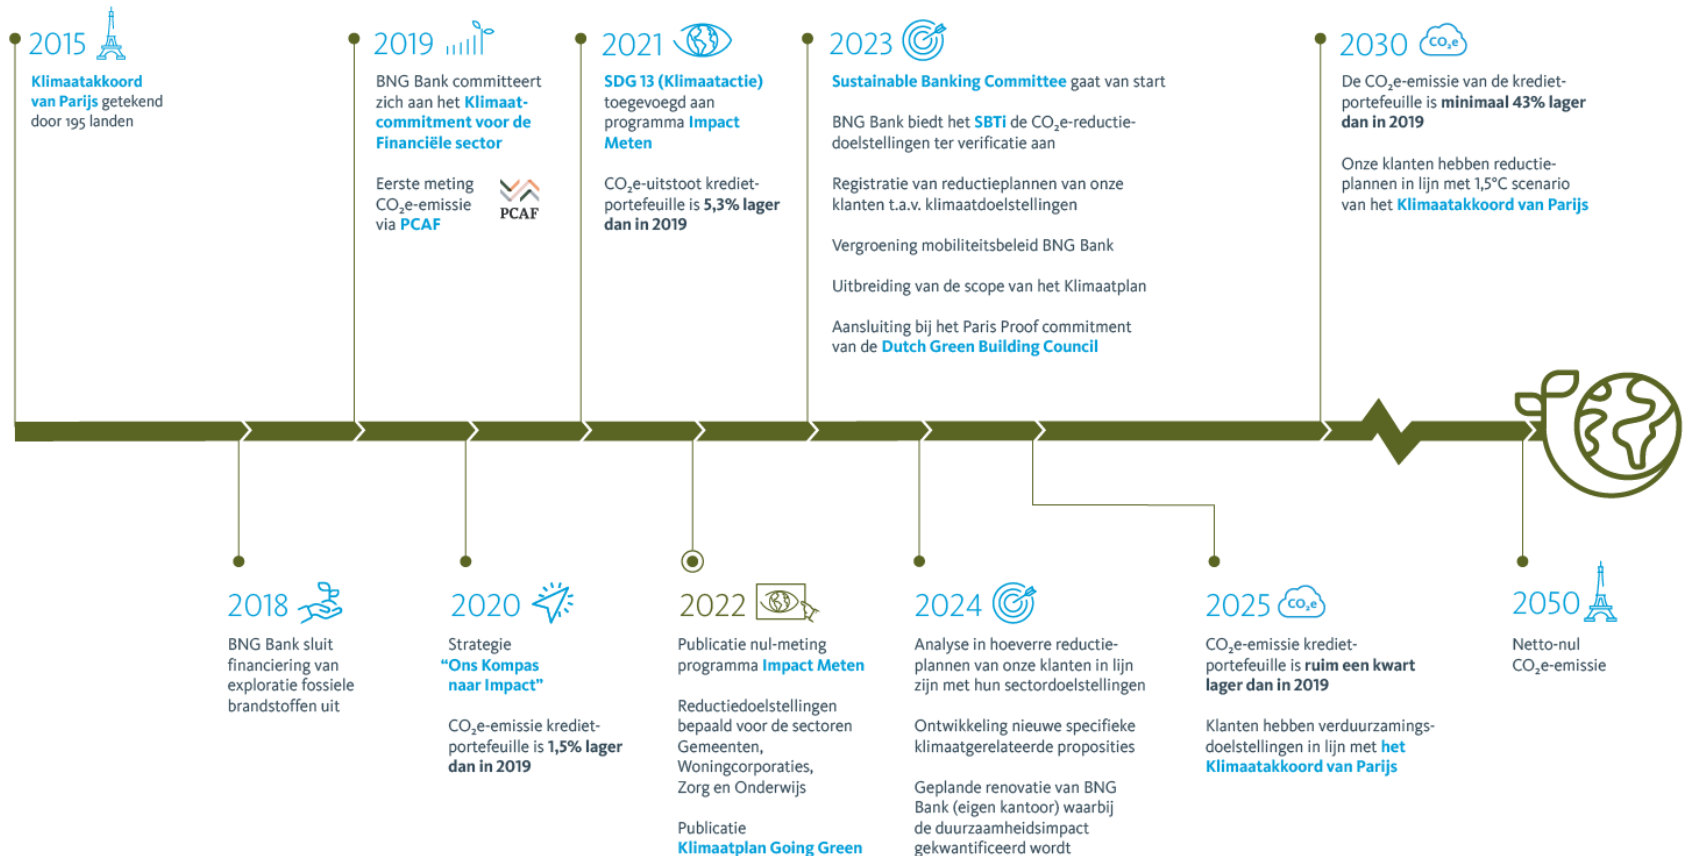 2015
Klimaatakkoord
van Parijs getekend
door 195 landen
2019
BNG Bank committeert
zich aan het Klimaat-
commitment voor de
Financiële sector
Eerste meting
CO₂e-emissie
via PCAF
PCAF
2021
SDG 13 (Klimaatactie)
toegevoegd aan
programma Impact
Meten
CO₂e-uitstoot krediet-
portefeuille is 5,3% lager
dan in 2019
2023
Sustainable Banking Committee gaat van start
BNG Bank biedt het SBTi de CO₂e-reductie-
doelstellingen ter verificatie aan
Registratie van reductieplannen van onze
klanten t.a.v. klimaatdoelstellingen
Vergroening mobiliteitsbeleid BNG Bank
Uitbreiding van de scope van het Klimaatplan
Aansluiting bij het Paris Proof commitment
van de Dutch Green Building Council
2030
CO₂e
De CO₂e-emissie van de krediet-
portefeuille is minimaal 43% lager
dan in 2019
Onze klanten hebben reductie-
plannen in lijn met 1,5°C scenario
van het Klimaatakkoord van Parijs
2018
BNG Bank sluit
financiering van
exploratie fossiele
brandstoffen uit
2020
Strategie
“Ons Kompas
naar Impact”
CO₂e-emissie krediet-
portefeuille is 1,5% lager
dan in 2019
2022
Publicatie nul-meting
programma Impact Meten
Reductiedoelstellingen
bepaald voor de sectoren
Gemeenten,
Woningcorporaties,
Zorg en Onderwijs
Publicatie
Klimaatplan Going Green
2024
Analyse in hoeverre reductie-
plannen van onze klanten in lijn
zijn met hun sectordoelstellingen
Ontwikkeling nieuwe specifieke
klimaatgerelateerde proposities
Geplande renovatie van BNG
Bank (eigen kantoor) waarbij
de duurzaamheidsimpact
gekwantificeerd wordt
2025
CO₂e
CO₂e-emissie krediet-
portefeuille is ruim een kwart
lager dan in 2019
Klanten hebben verduurzamings-
doelstellingen in lijn met het
Klimaatakkoord van Parijs
2050
Netto-nul
CO₂e-emissie